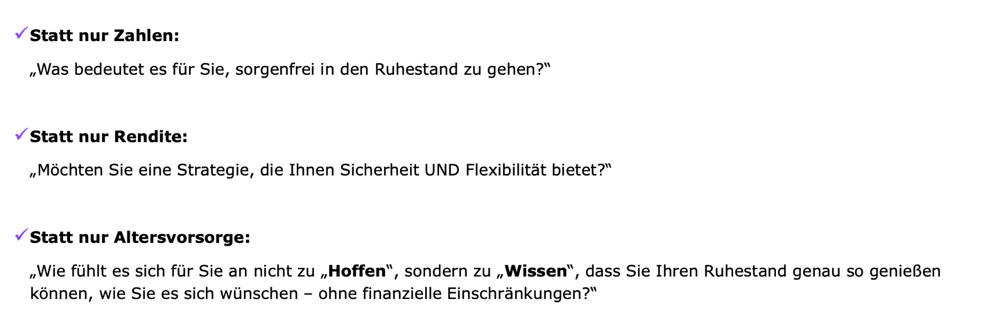 ✓Statt nur Zahlen:
„Was bedeutet es für Sie, sorgenfrei in den Ruhestand zu gehen?“
✓Statt nur Rendite:
„Möchten Sie eine Strategie, die Ihnen Sicherheit UND Flexibilität bietet?“
✓Statt nur Altersvorsorge:
„Wie fühlt es sich für Sie an nicht zu „Hoffen“, sondern zu „Wissen“, dass Sie Ihren Ruhestand genau so genießen
können, wie Sie es sich wünschen – ohne finanzielle Einschränkungen?“